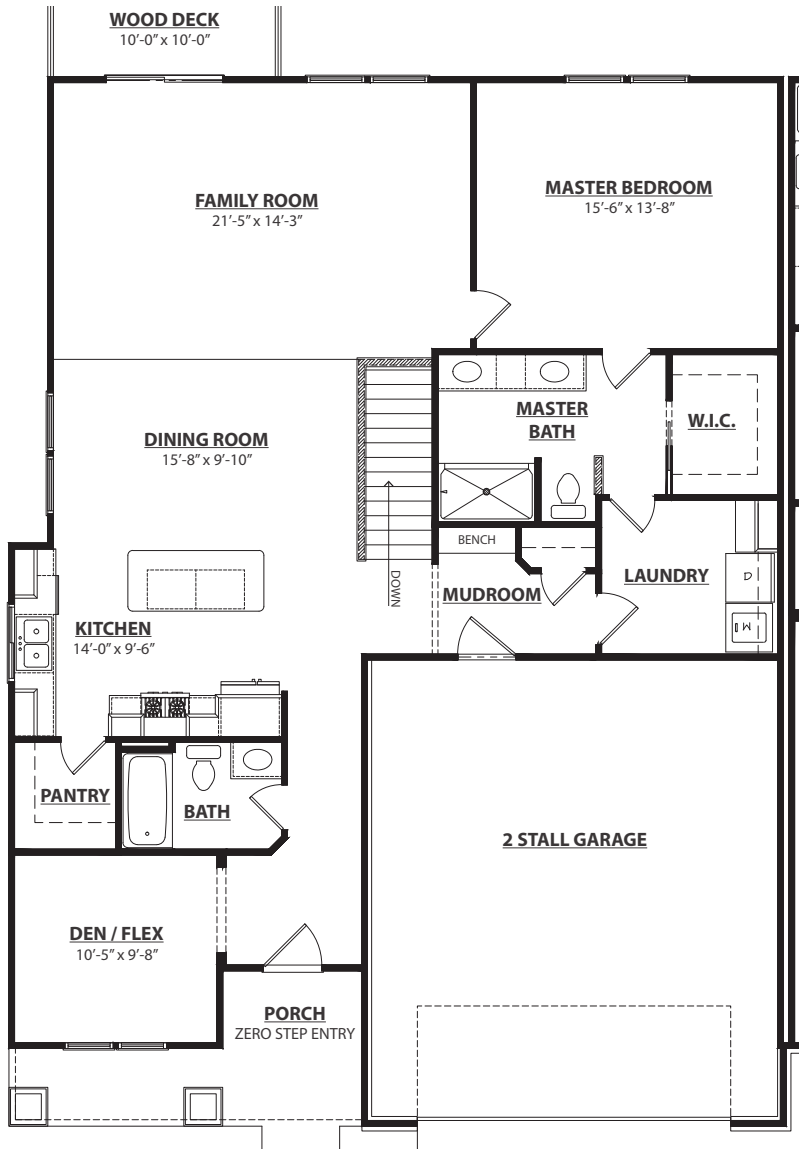 WOOD DECK
10'-0" x 10'-0"
FAMILY ROOM
21'-5" x 14'-3"
MASTER BEDROOM
15'-6" x 13'-8"
MASTER
BATH
W.I.C.
DINING ROOM
15'-8" x 9'-10"
BENCH
DOWN
MUDROOM
LAUNDRY
D
W
KITCHEN
14'-0" x 9'-6"
PANTRY
BATH
2 STALL GARAGE
DEN / FLEX
10'-5" x 9'-8"
PORCH
ZERO STEP ENTRY